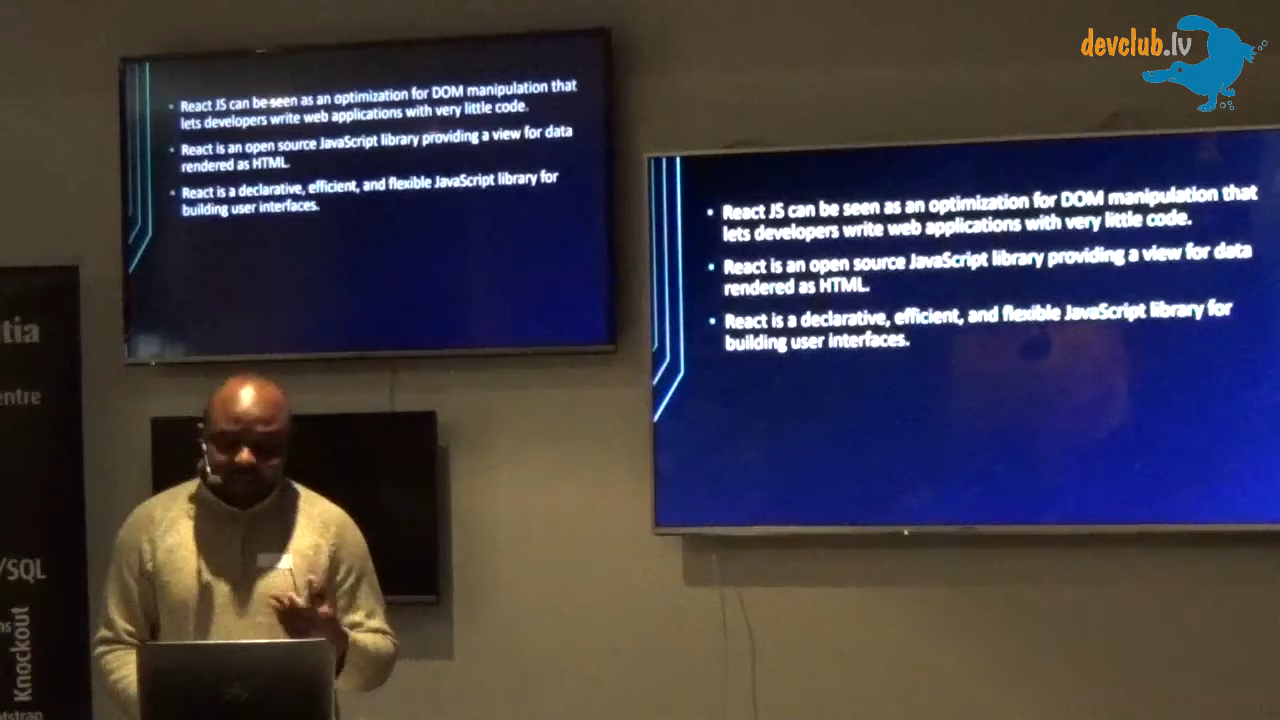 devclub.lv
• React JS can be seen as an optimization for DOM manipulation that
lets developers write web applications with very little code.
• React is an open source JavaScript library providing a view for data
rendered as HTML.
• React is a declarative, efficient, and flexible JavaScript library for
building user interfaces.
• React JS can be seen as an optimization for DOM manipulation that
lets developers write web applications with very little code.
• React is an open source JavaScript library providing a view for data
rendered as HTML.
• React is a declarative, efficient, and flexible JavaScript library for
building user interfaces.
tia
entre
/SQL
Knockout